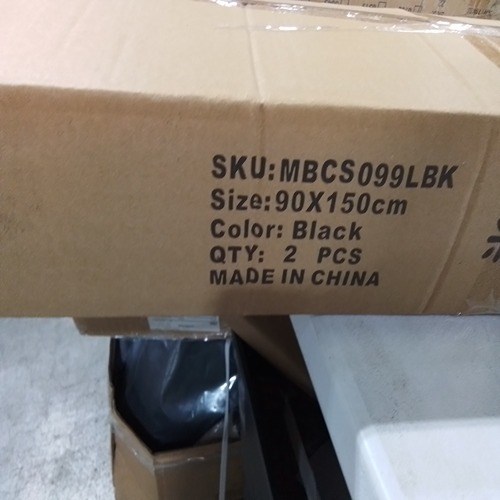 SKU:MBCS099LBK
Size:90X150cm
Color: Black
QTY: 2 PCS
MADE IN CHINA